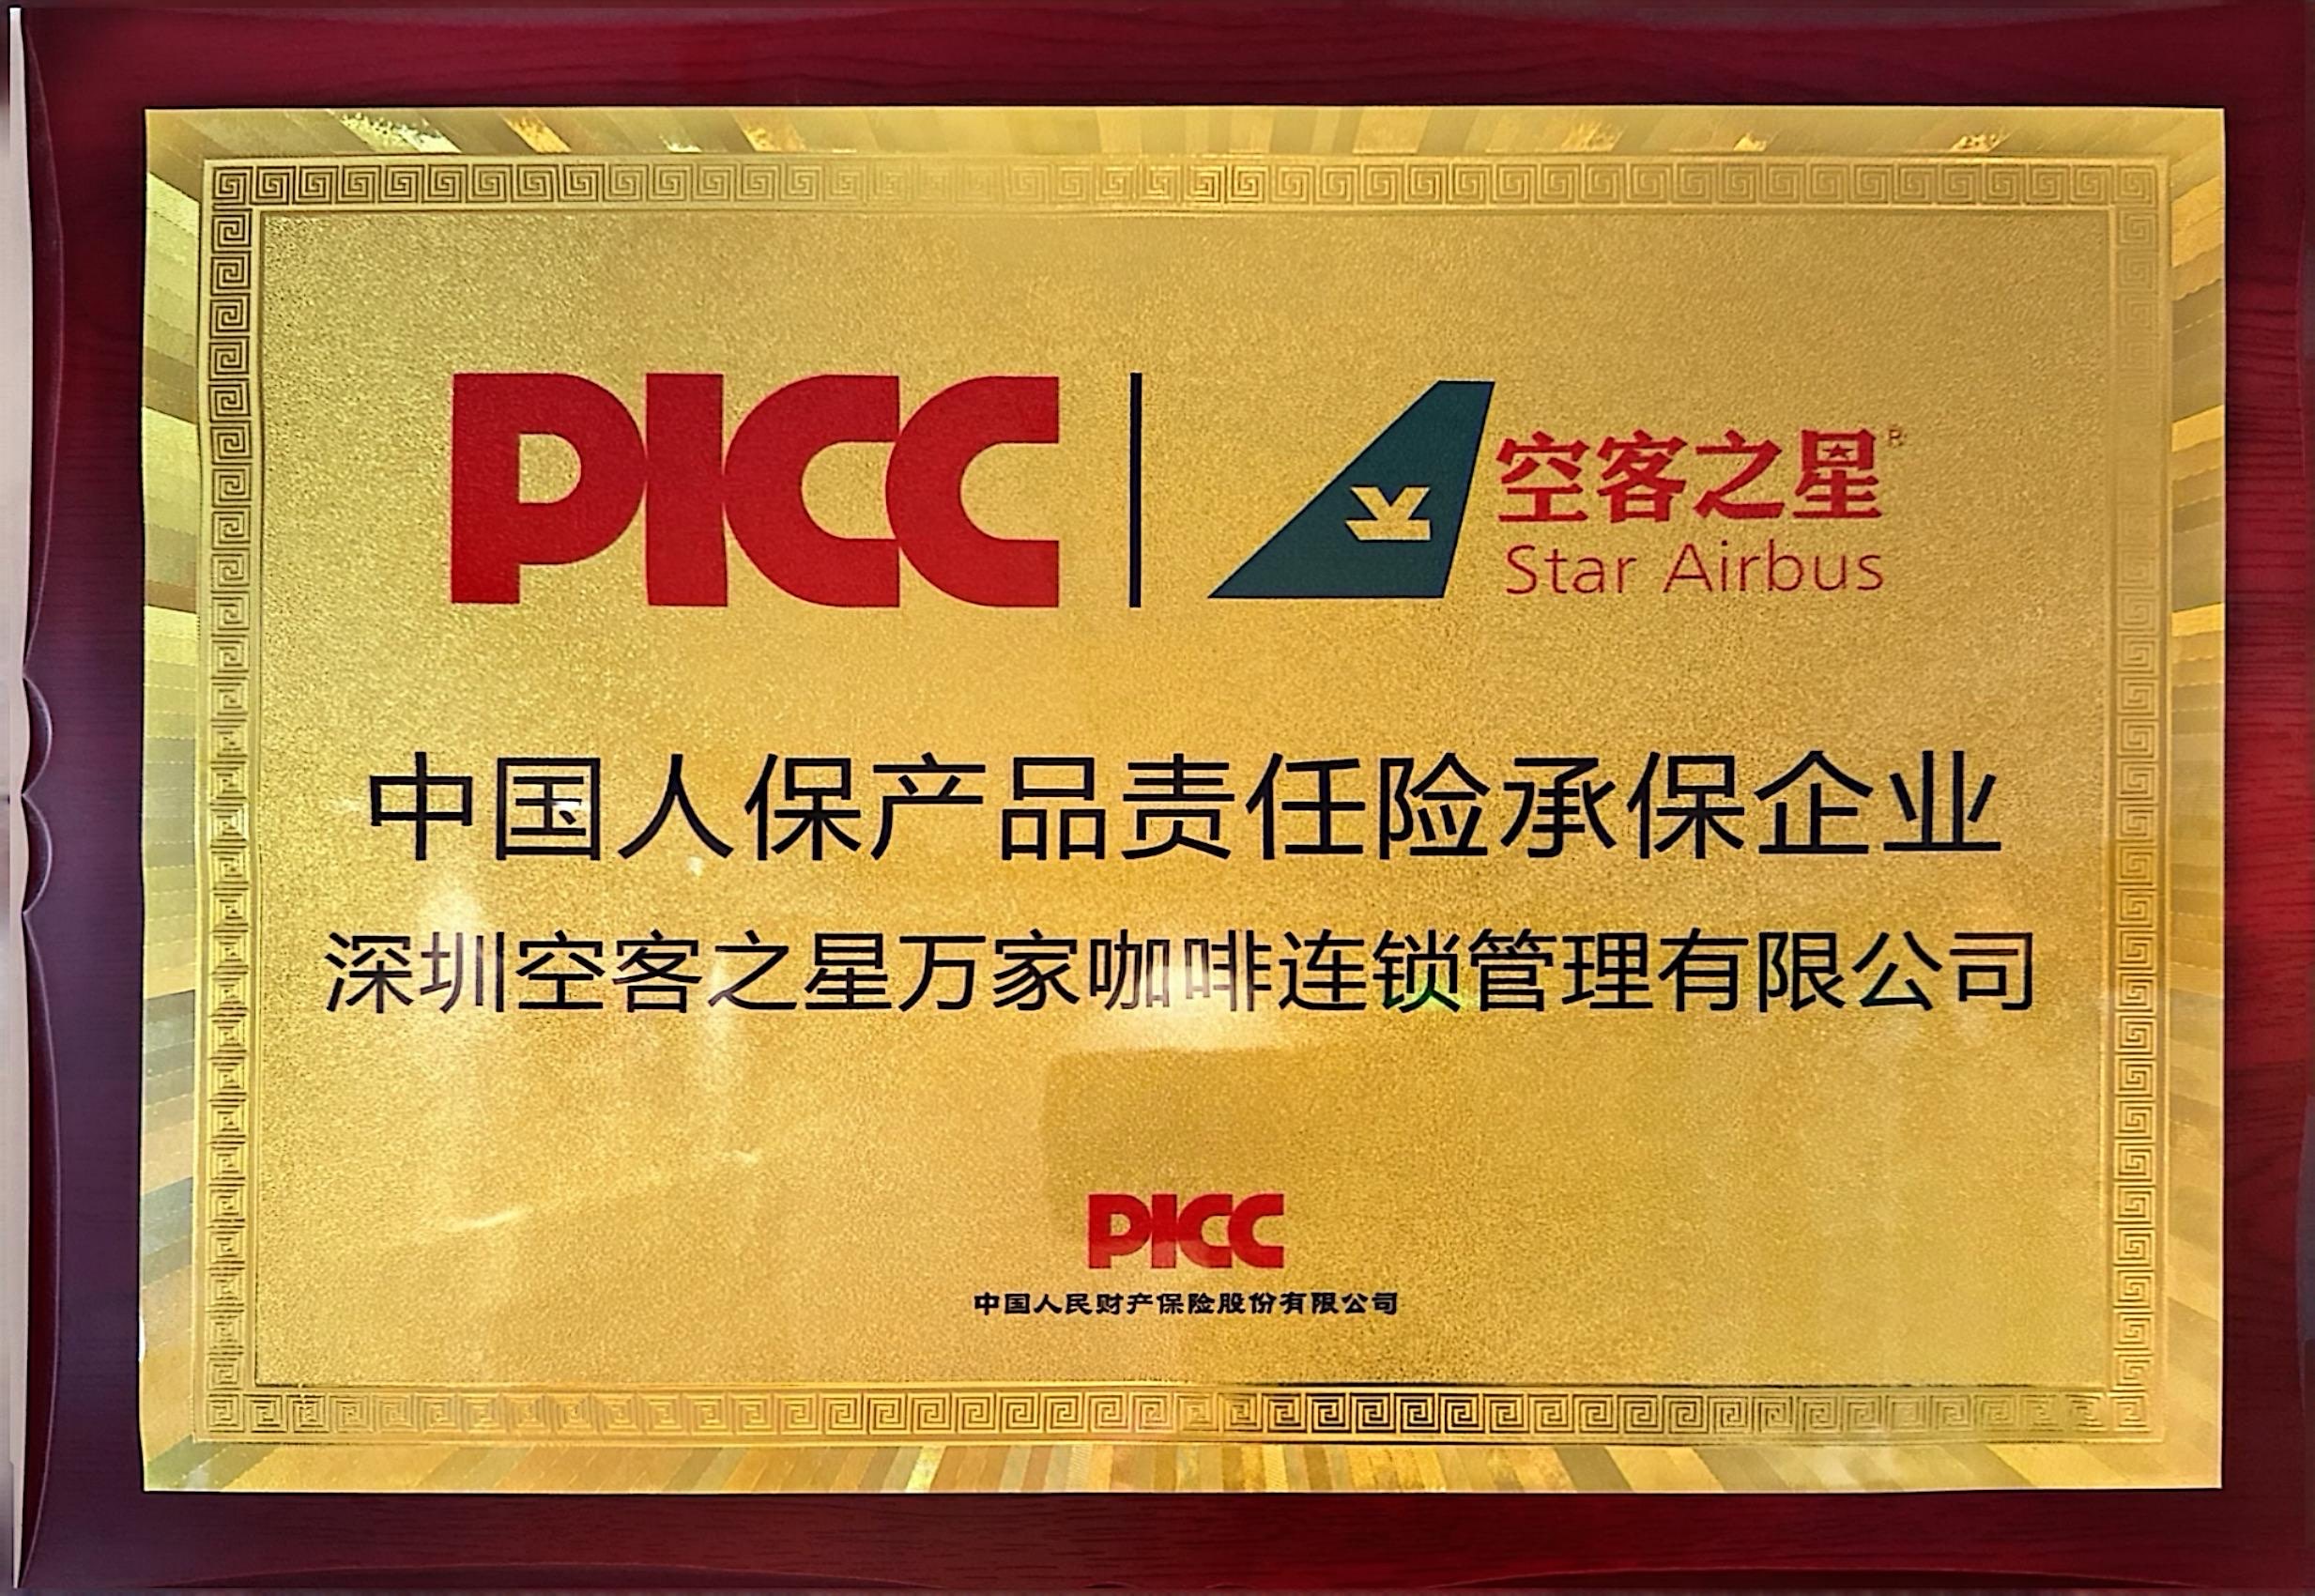 PICC
空客之星®
Star Airbus
中国人保产品责任险承保企业
深圳空客之星万家咖啡连锁管理有限公司
PICC
中国人民财产保险股份有限公司